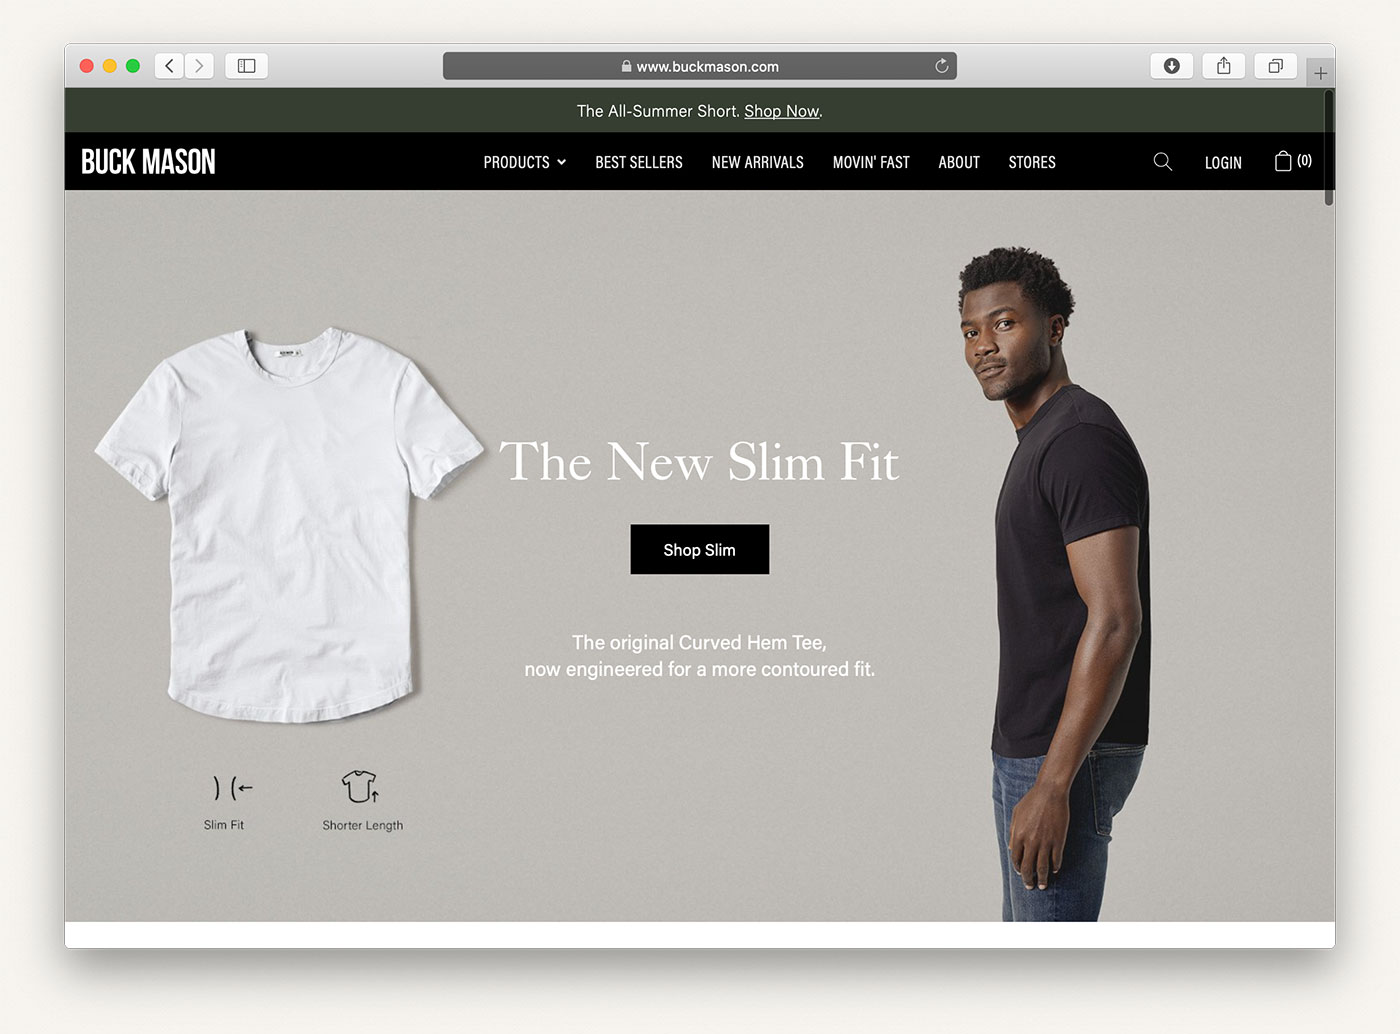 www.buckmason.com
The All-Summer Short. Shop Now.
BUCK MASON
PRODUCTS BEST SELLERS NEW ARRIVALS MOVIN' FAST ABOUT STORES LOGIN (0)
The New Slim Fit
Shop Slim
The original Curved Hem Tee,
now engineered for a more contoured fit.
Slim Fit Shorter Length